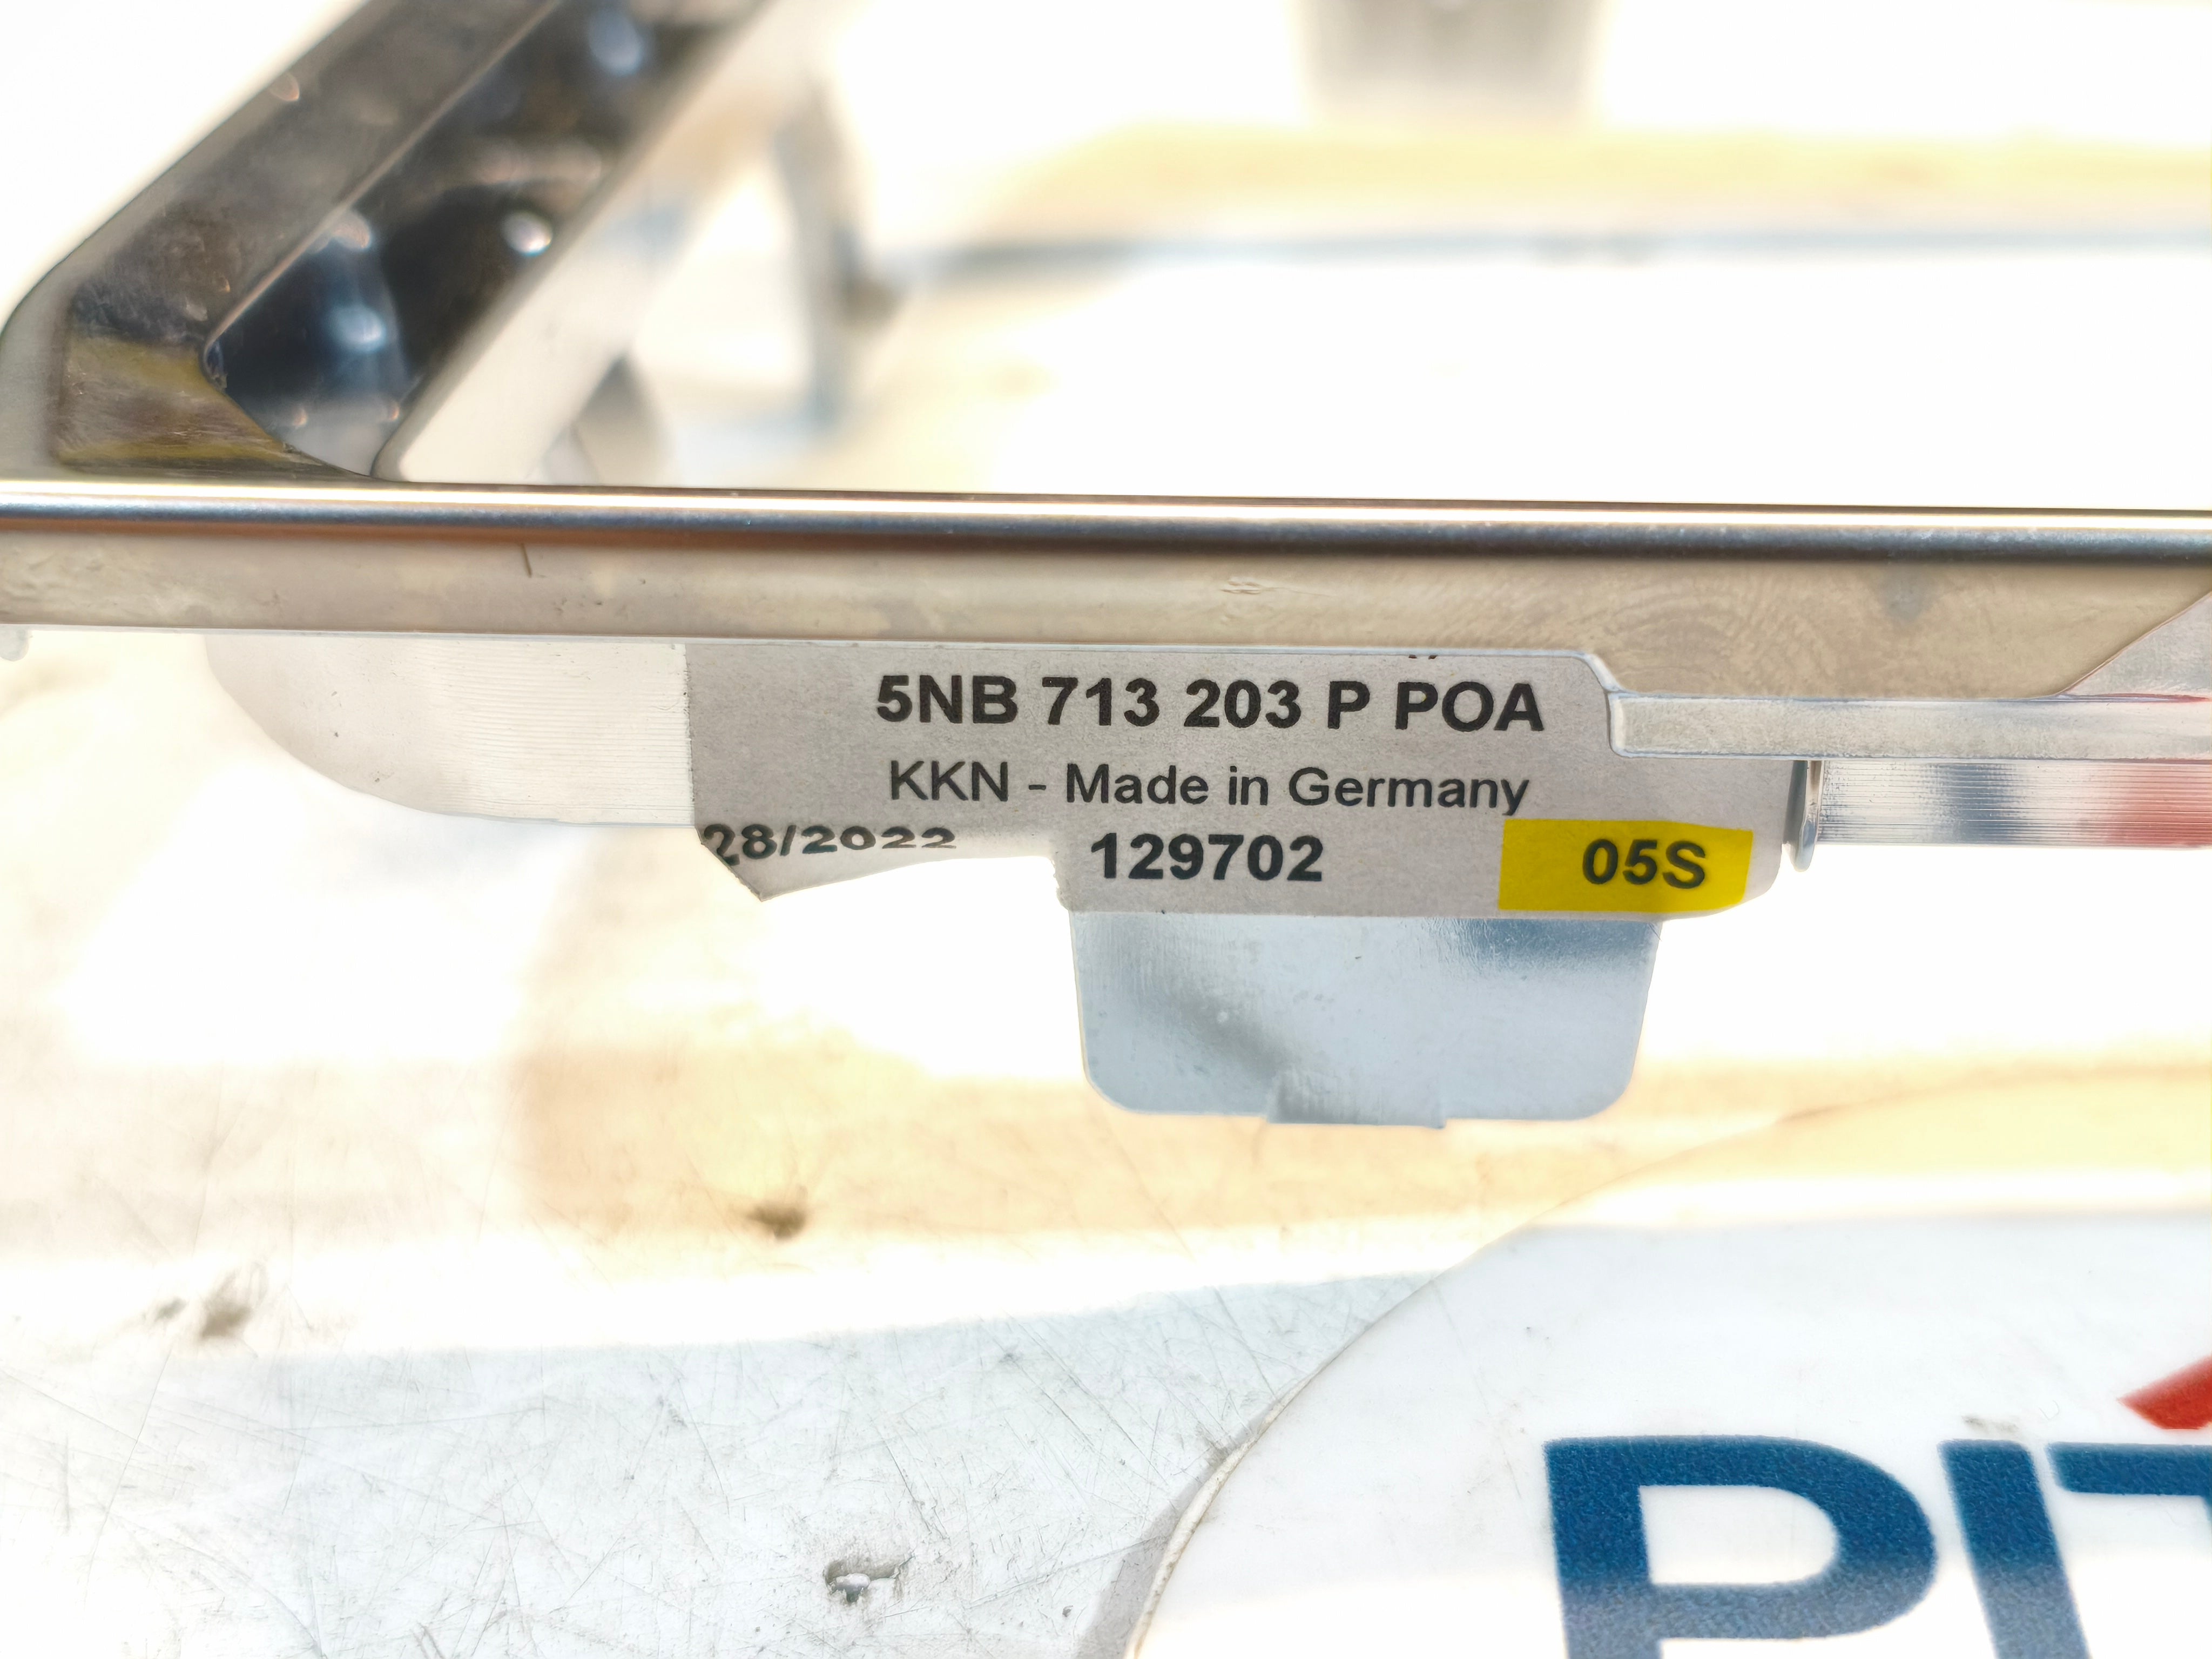 5NB 713 203 P POA
KKN - Made in Germany
28/2022 129702 05S